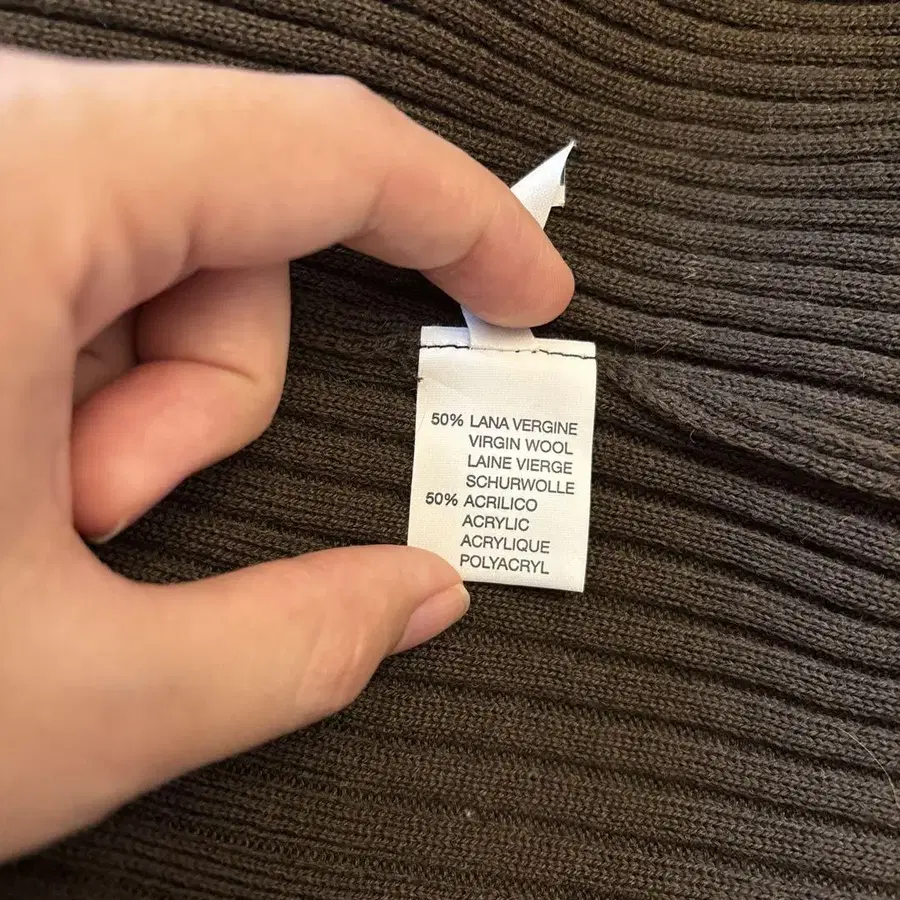 50% LANA VERGINE
VIRGIN WOOL
LAINE VIERGE
SCHURWOLLE
50% ACRILICO
ACRYLIC
ACRYLIQUE
POLYACRYL